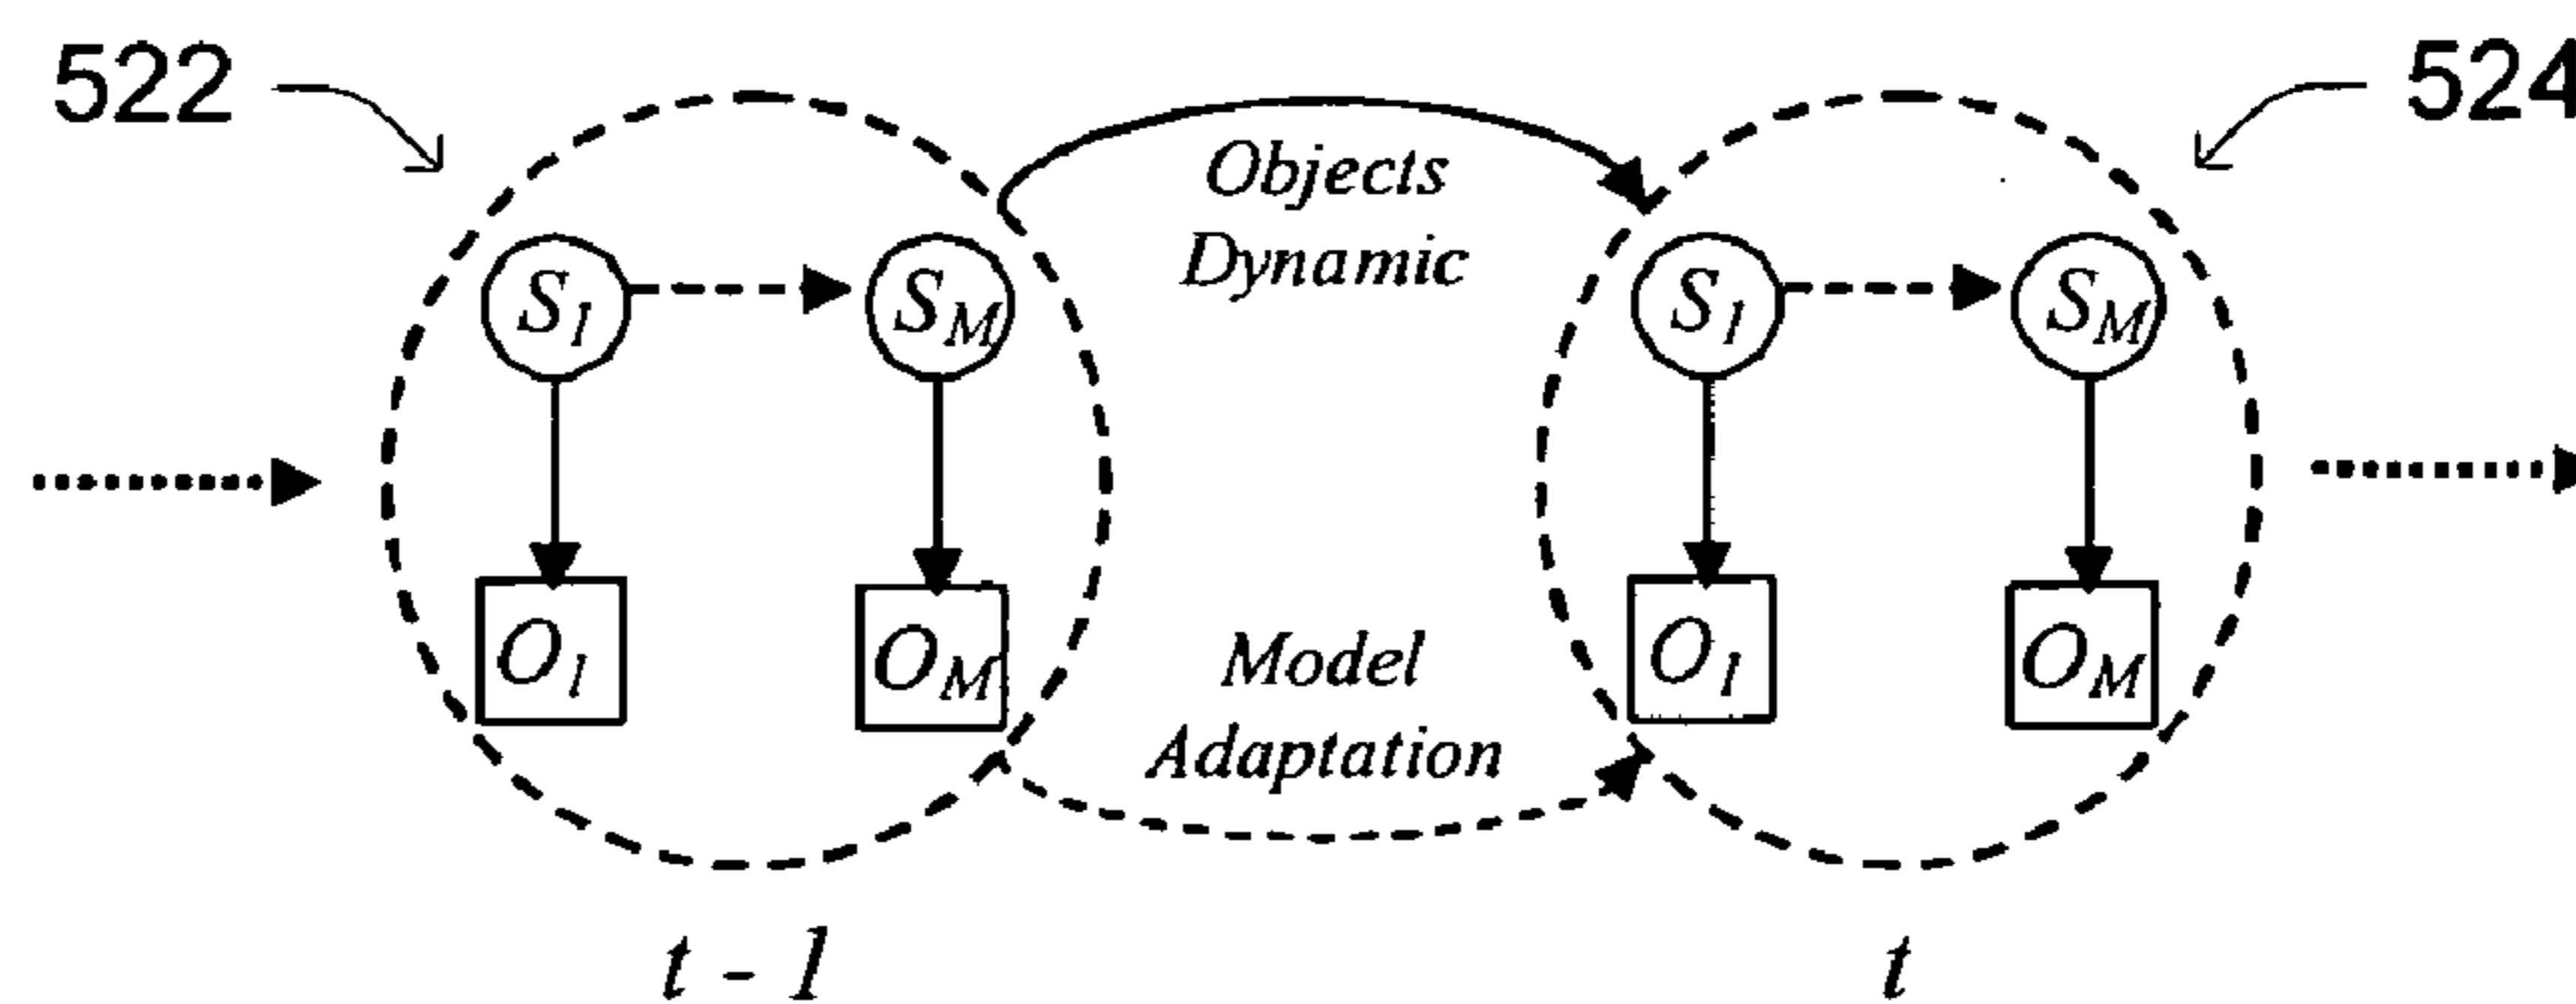 522
524
Objects
Dynamic
S1 SM
S1 SM
O1 OM
O1 OM
Model
Adaptation
t - 1
t